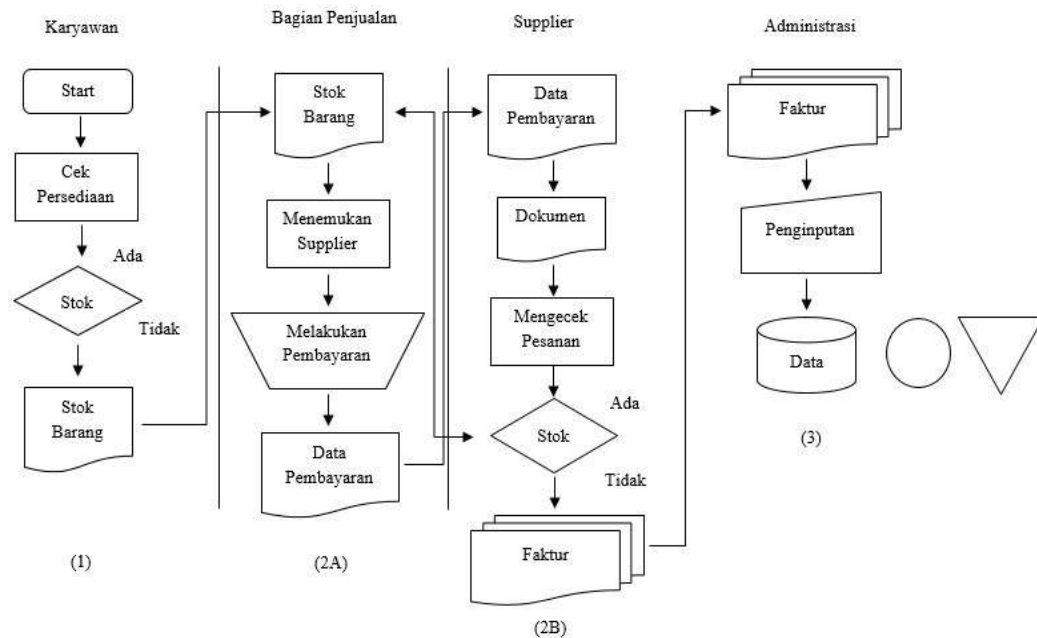 Karyawan
Bagian Penjualan
Supplier
Administrasi
Start
Cek
Persediaan
Ada
Stok
Tidak
Stok
Barang
(1)
Stok
Barang
Menemukan
Supplier
Melakukan
Pembayaran
Data
Pembayaran
(2A)
Data
Pembayaran
Dokumen
Mengecek
Pesanan
Ada
Stok
Tidak
Faktur
(2B)
Faktur
Penginputan
Data
(3)